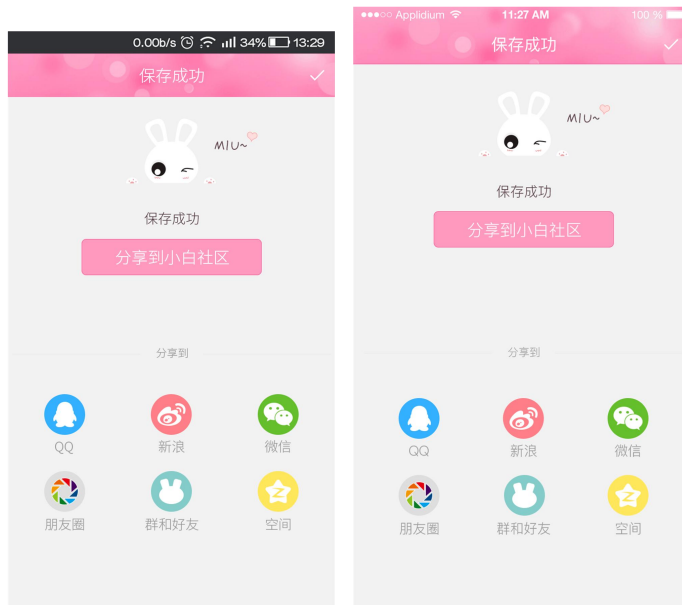 0.00b/s 34% 13:29
保存成功
MIU~
保存成功
分享到小白社区
分享到
QQ 新浪 微信
朋友圈 群和好友 空间
Applidium 11:27 AM 100 %
保存成功
MIU~
保存成功
分享到小白社区
分享到
QQ 新浪 微信
朋友圈 群和好友 空间